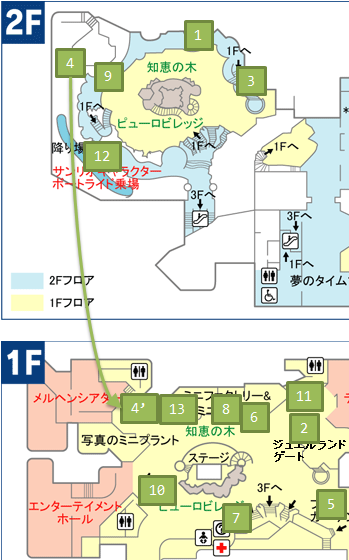 2F
1
4
1Fへ
9
知恵の木
3
1Fへ
ピューロビレッジ
1Fへ
1Fへ
降り場
12
サンリオキャラクター
ボートライド乗場
3Fへ
3Fへ
1Fへ
夢のタイム
2Fフロア
1Fフロア
1F
メルヘンシアタ
4’
13
8
6
11
知恵の木
2
写真のミニプラント
ジュエルランド
ゲート
ステージ
10
エンターテイメント
ホール
ピューロビレッジ
3Fへ
5
7